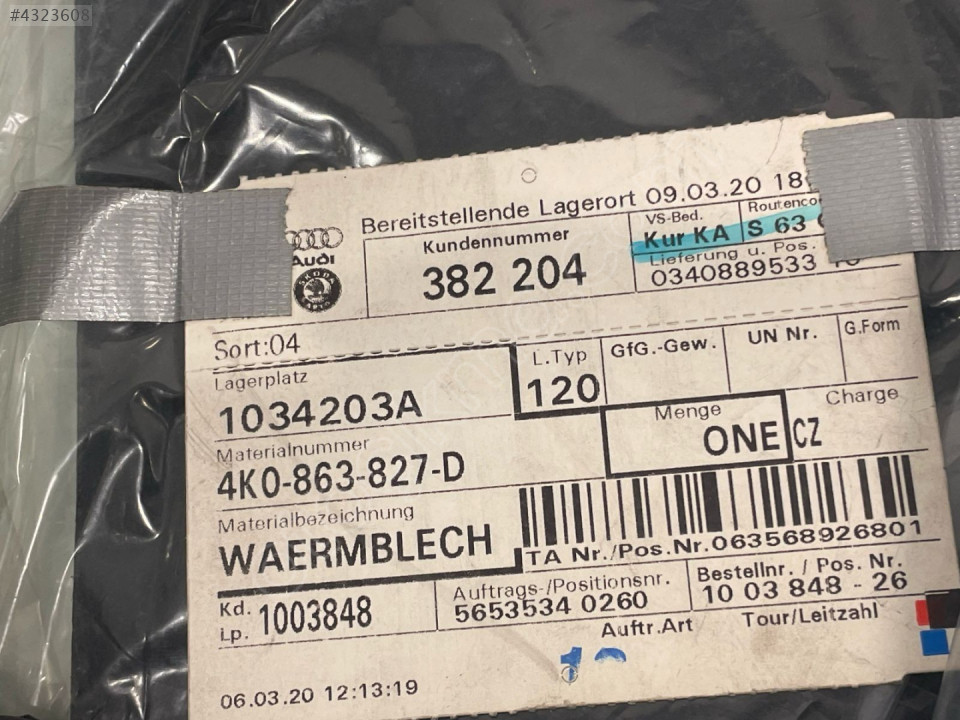 #4323608
Bereitstellende Lagerort 09.03.20 18
Audi
SKODA
Kundennummer
382 204
VS-Bed.
Kur KA
Routenco
S 63
Lieferung u. Pos.
0340889533
Sort:04
Lagerplatz
1034203A
L.Typ
120
GfG.-Gew.
UN Nr.
G.Form
Materialnummer
4K0-863-827-D
Menge
ONE
Charge
CZ
Materialbezeichnung
WAERMBLECH
TA Nr./Pos.Nr.063568926801
Kd.
Lp. 1003848
Auftrags-/Positionsnr.
5653534 0260
Bestellnr. / Pos. Nr.
10 03 848 - 26
Auftr.Art
Tour/Leitzahl
06.03.20 12:13:19